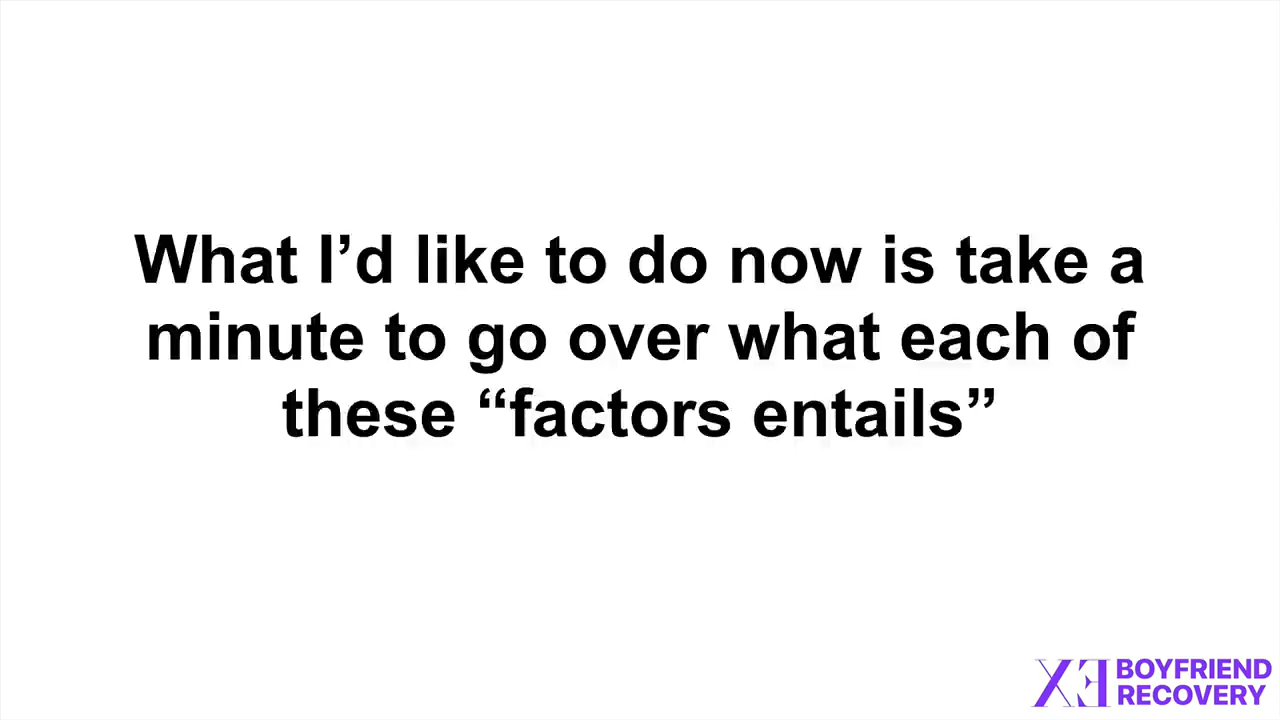 What I’d like to do now is take a
minute to go over what each of
these “factors entails”
EX BOYFRIEND
RECOVERY